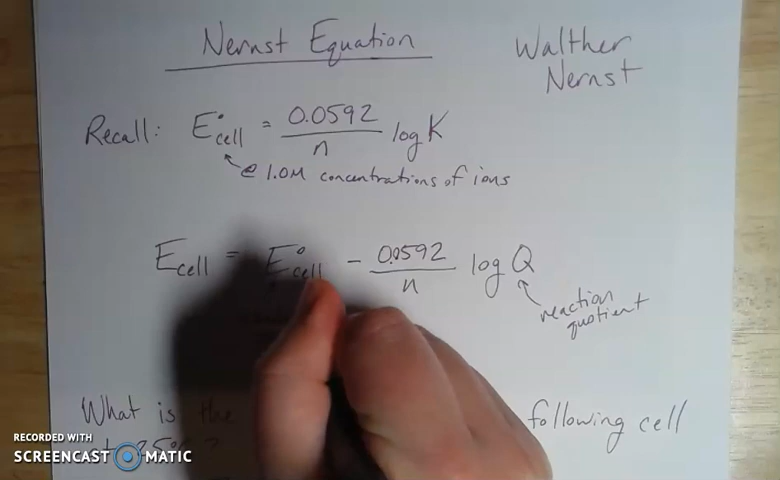 Nernst Equation
Walther
Nernst
Recall: E°cell = 0.0592/n log K
@ 1.0M concentrations of ions
Ecell = E°cell - 0.0592/n log Q
reaction
quotient
What is the following cell
RECORDED WITH
SCREENCAST MATIC